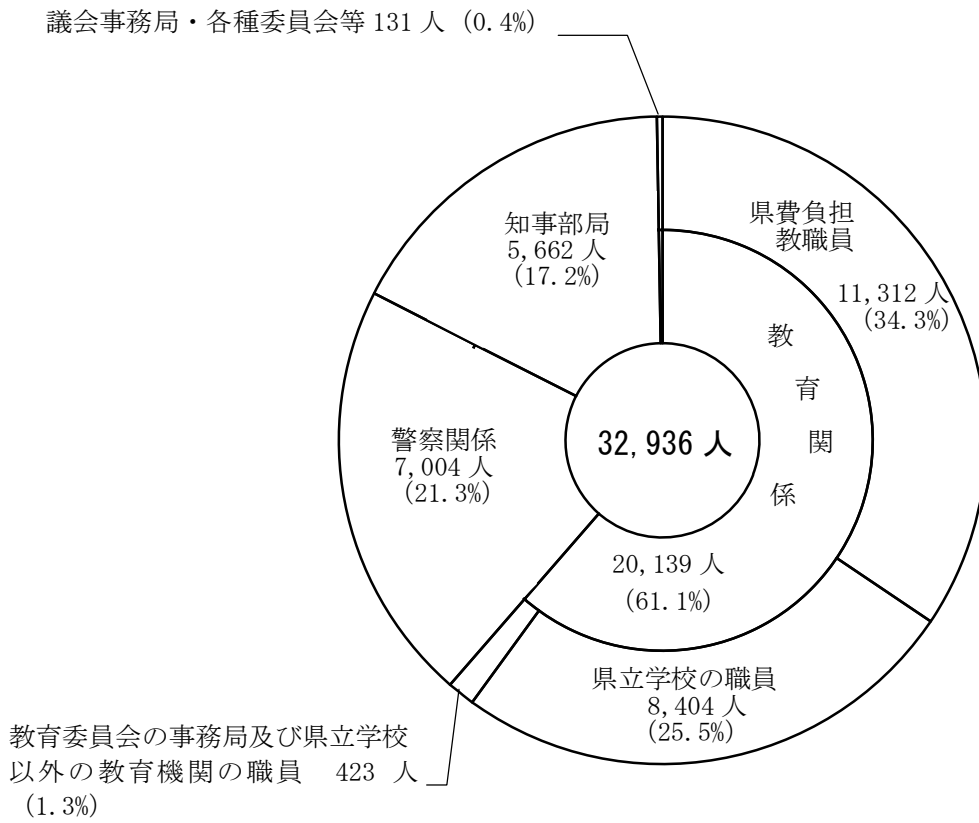 議会事務局・各種委員会等 131 人 (0.4%)
県費負担
教職員
11,312 人
(34.3%)
知事部局
5,662 人
(17.2%)
教
育
関
係
20,139 人
(61.1%)
32,936 人
警察関係
7,004 人
(21.3%)
県立学校の職員
8,404 人
(25.5%)
教育委員会の事務局及び県立学校
以外の教育機関の職員 423 人
(1.3%)